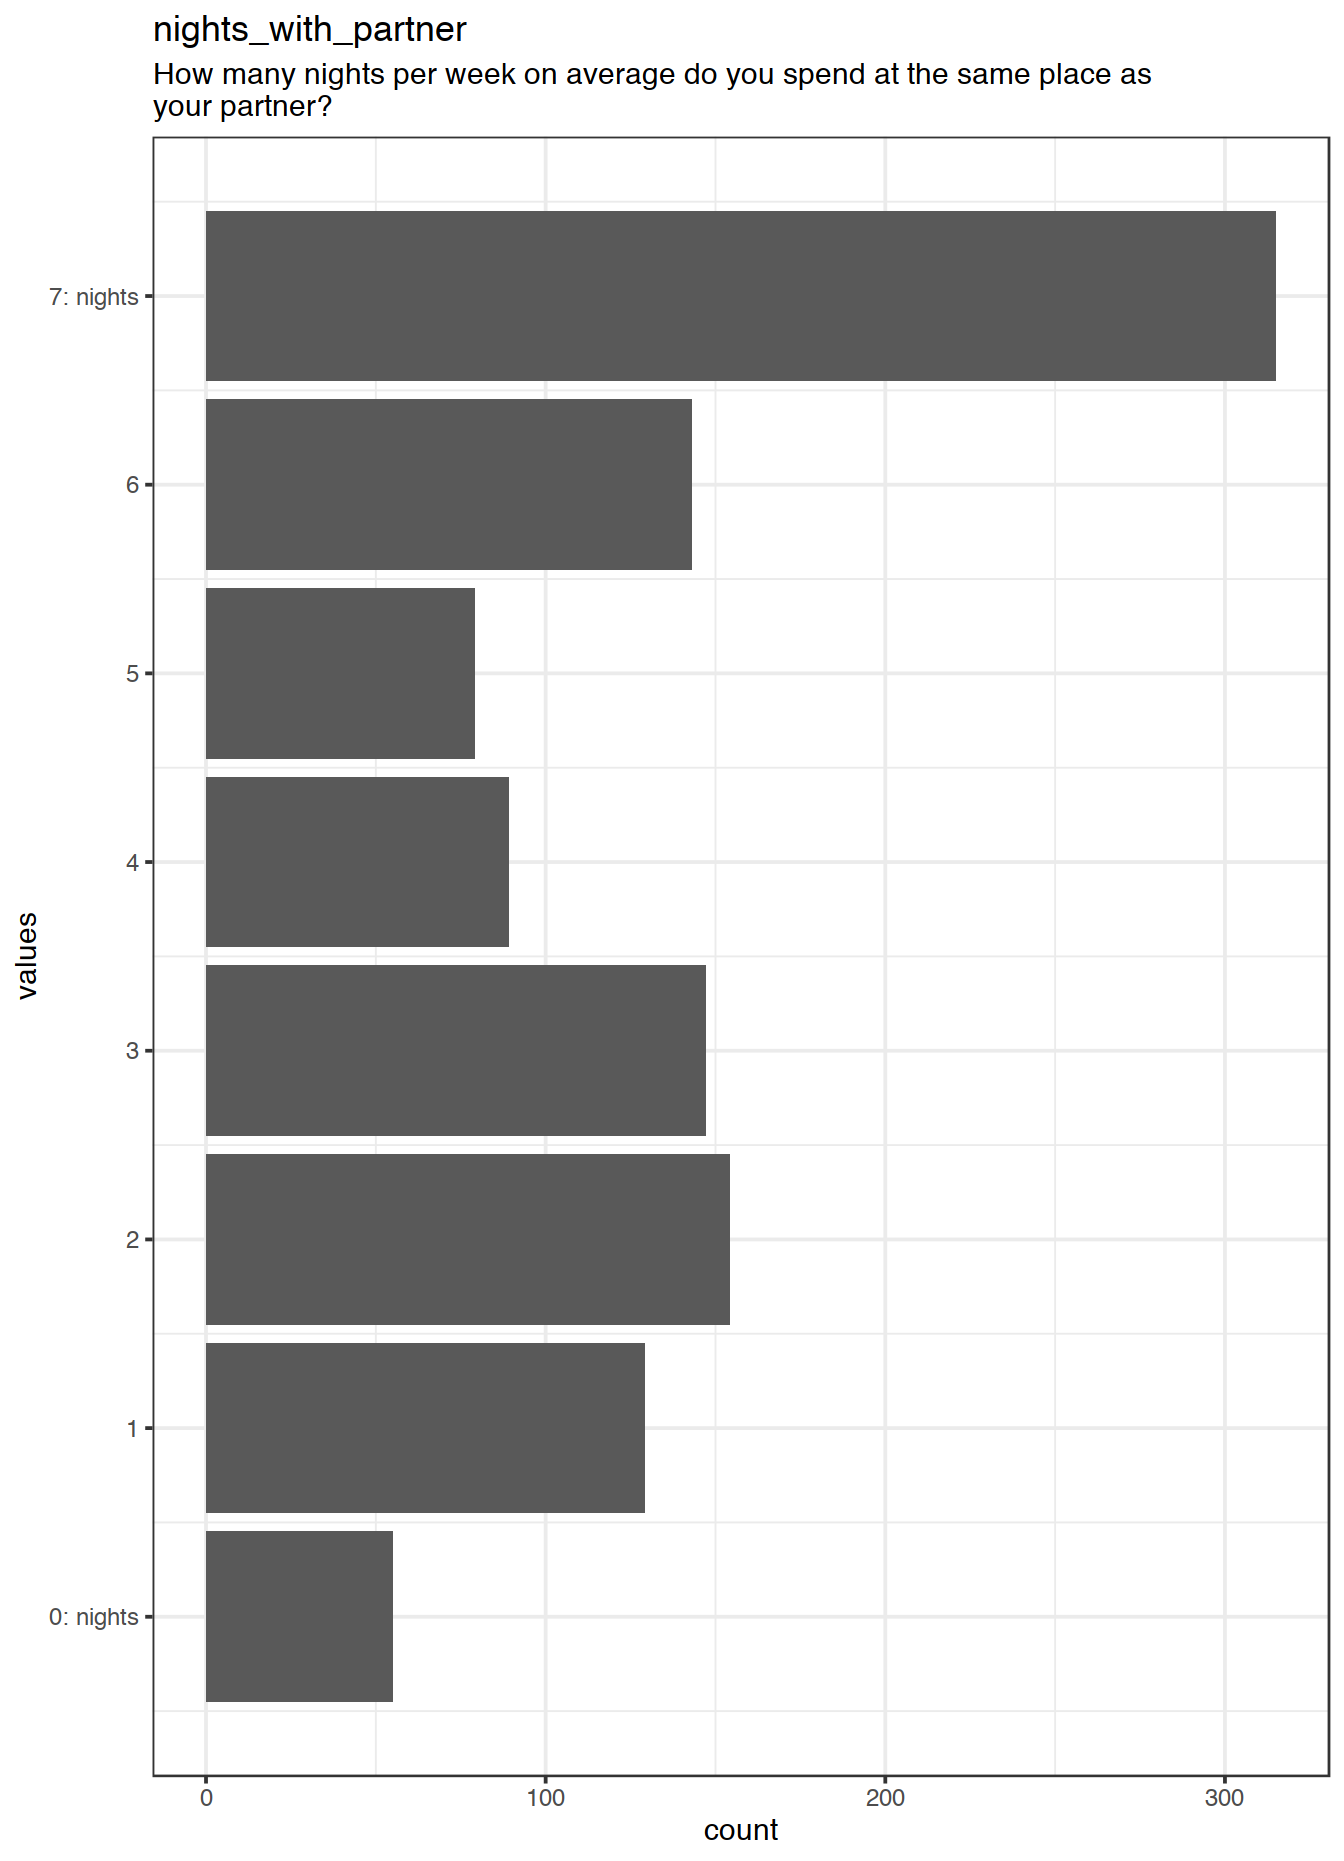 nights_with_partner
How many nights per week on average do you spend at the same place as
your partner?
7: nights
6
5
4
3
2
1
0: nights
values
0 100 200 300
count